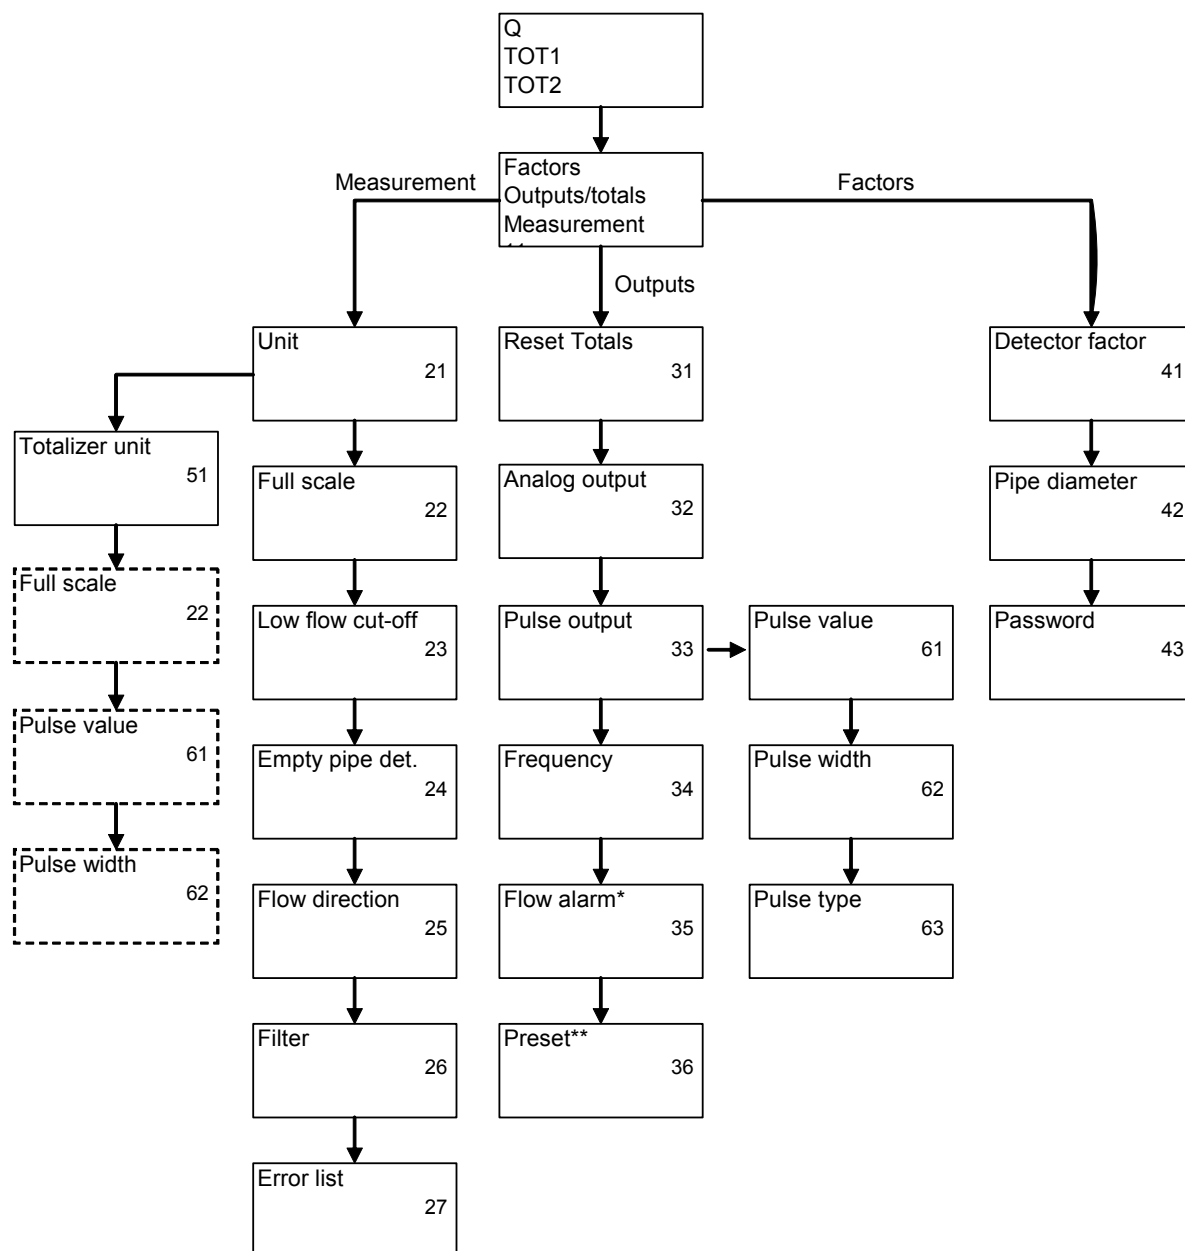 Q
TOT1
TOT2
Factors
Outputs/totals
Measurement
Measurement
Factors
Outputs
Unit
21
Reset Totals
31
Detector factor
41
Totalizer unit
51
Full scale
22
Analog output
32
Pipe diameter
42
Full scale
22
Low flow cut-off
23
Pulse output
33
Pulse value
61
Password
43
Pulse value
61
Empty pipe det.
24
Frequency
34
Pulse width
62
Pulse width
62
Flow direction
25
Flow alarm*
35
Pulse type
63
Filter
26
Preset**
36
Error list
27